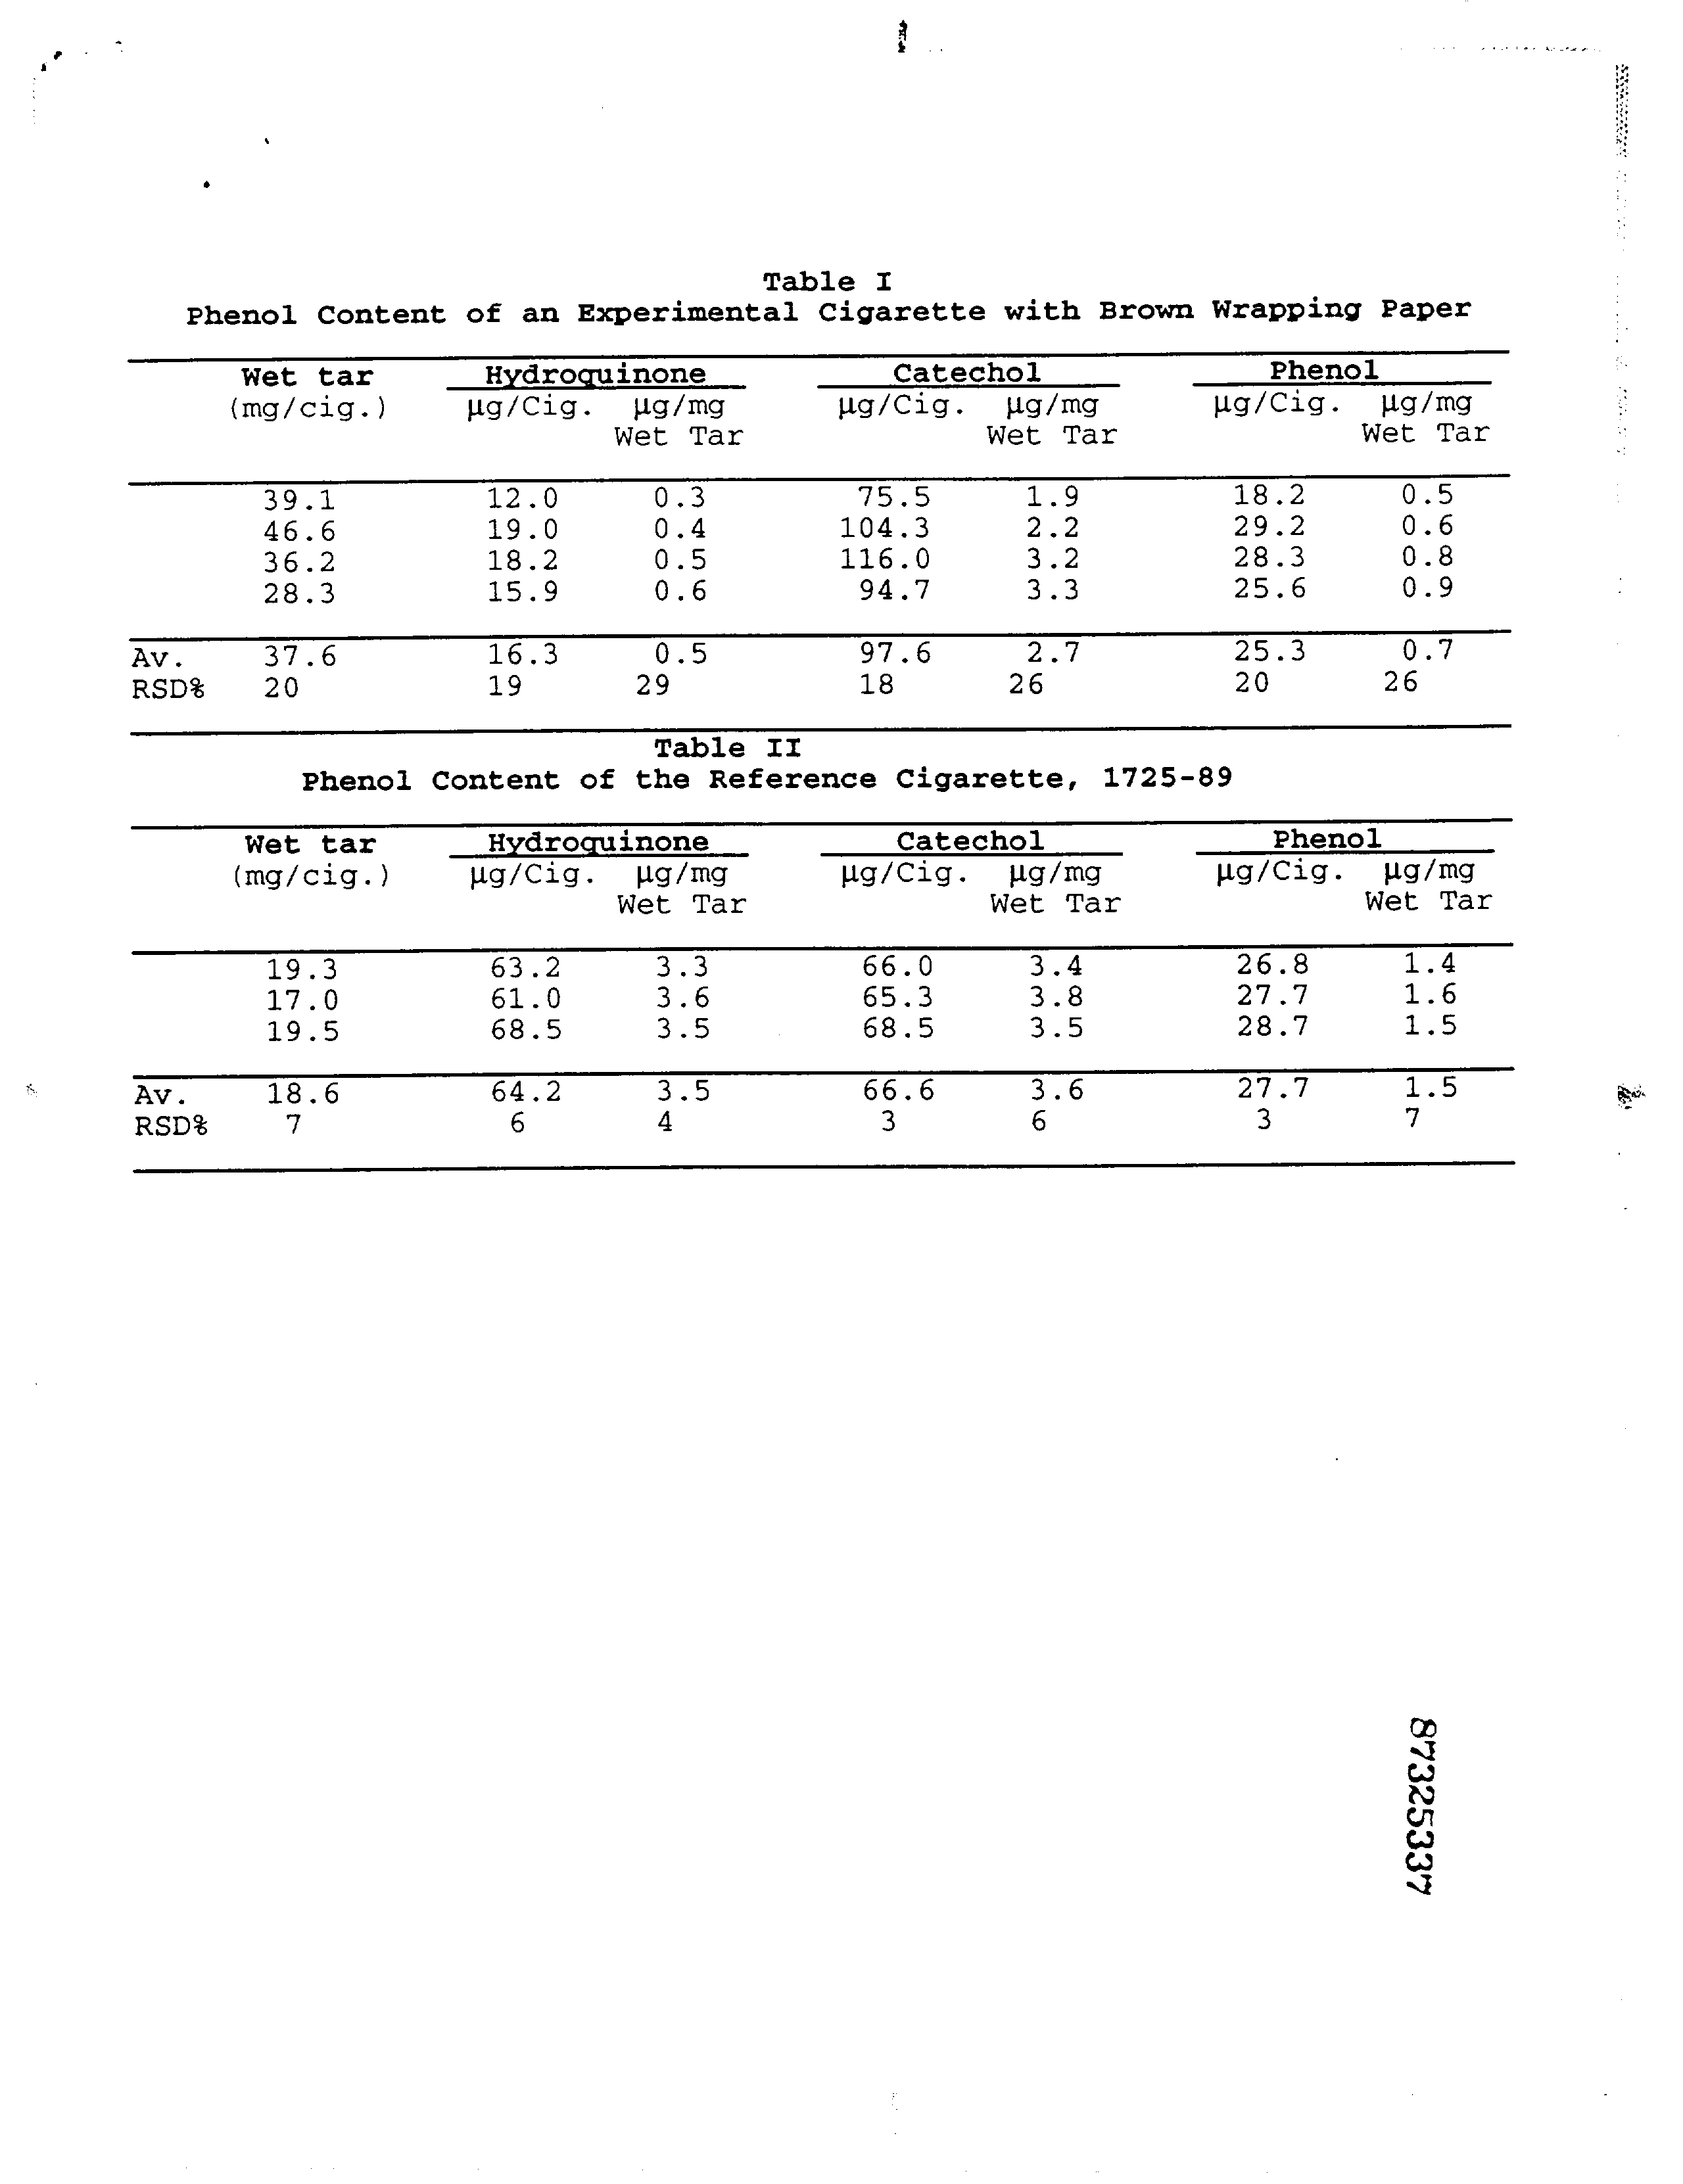 Table I
Phenol Content of an Experimental Cigarette with Brown Wrapping Paper
Wet tar Hydroquinone Catechol Phenol
(mg/cig.) µg/Cig. µg/mg µg/Cig. µg/mg µg/Cig. µg/mg
Wet Tar Wet Tar Wet Tar
39.1 12.0 0.3 75.5 1.9 18.2 0.5
46.6 19.0 0.4 104.3 2.2 29.2 0.6
36.2 18.2 0.5 116.0 3.2 28.3 0.8
28.3 15.9 0.6 94.7 3.3 25.6 0.9
Av. 37.6 16.3 0.5 97.6 2.7 25.3 0.7
RSD% 20 19 29 18 26 20 26
Table II
Phenol Content of the Reference Cigarette, 1725-89
Wet tar Hydroquinone Catechol Phenol
(mg/cig.) µg/Cig. µg/mg µg/Cig. µg/mg µg/Cig. µg/mg
Wet Tar Wet Tar Wet Tar
19.3 63.2 3.3 66.0 3.4 26.8 1.4
17.0 61.0 3.6 65.3 3.8 27.7 1.6
19.5 68.5 3.5 68.5 3.5 28.7 1.5
Av. 18.6 64.2 3.5 66.6 3.6 27.7 1.5
RSD% 7 6 4 3 6 3 7
87325337